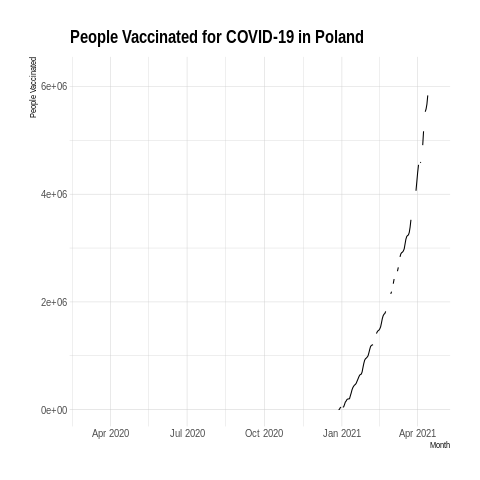 People Vaccinated for COVID-19 in Poland
People Vaccinated
6e+06
4e+06
2e+06
0e+00
Apr 2020 Jul 2020 Oct 2020 Jan 2021 Apr 2021
Month